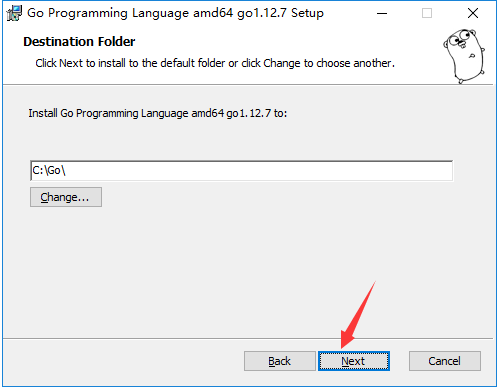 Go Programming Language amd64 go1.12.7 Setup
Destination Folder
Click Next to install to the default folder or click Change to choose another.
Install Go Programming Language amd64 go1.12.7 to:
C:\Go\
Change...
Back Next Cancel